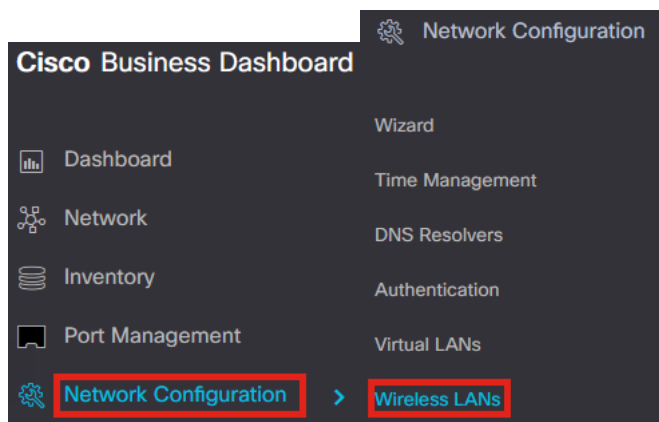 Cisco Business Dashboard
Dashboard
Network
Inventory
Port Management
Network Configuration
Network Configuration
Wizard
Time Management
DNS Resolvers
Authentication
Virtual LANs
Wireless LANs